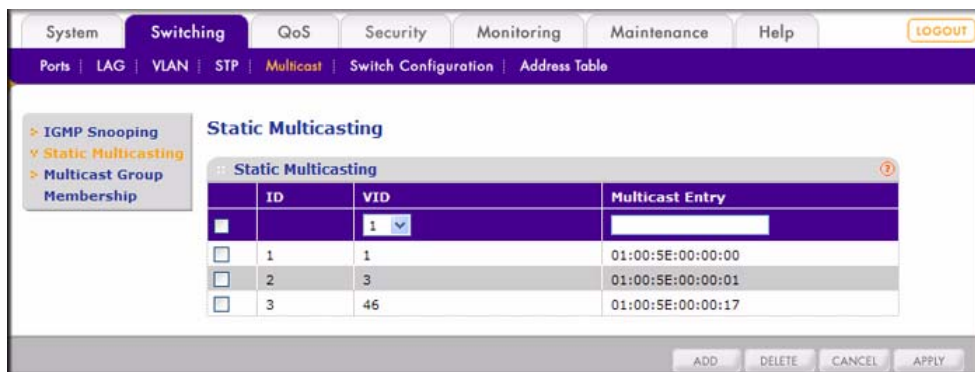 System Switching QoS Security Monitoring Maintenance Help LOGOUT
Ports LAG VLAN STP Multicast Switch Configuration Address Table
IGMP Snooping
Static Multicasting
Multicast Group
Membership
Static Multicasting
Static Multicasting ?
ID VID Multicast Entry
1
1 1 01:00:5E:00:00:00
2 3 01:00:5E:00:00:01
3 46 01:00:5E:00:00:17
ADD DELETE CANCEL APPLY